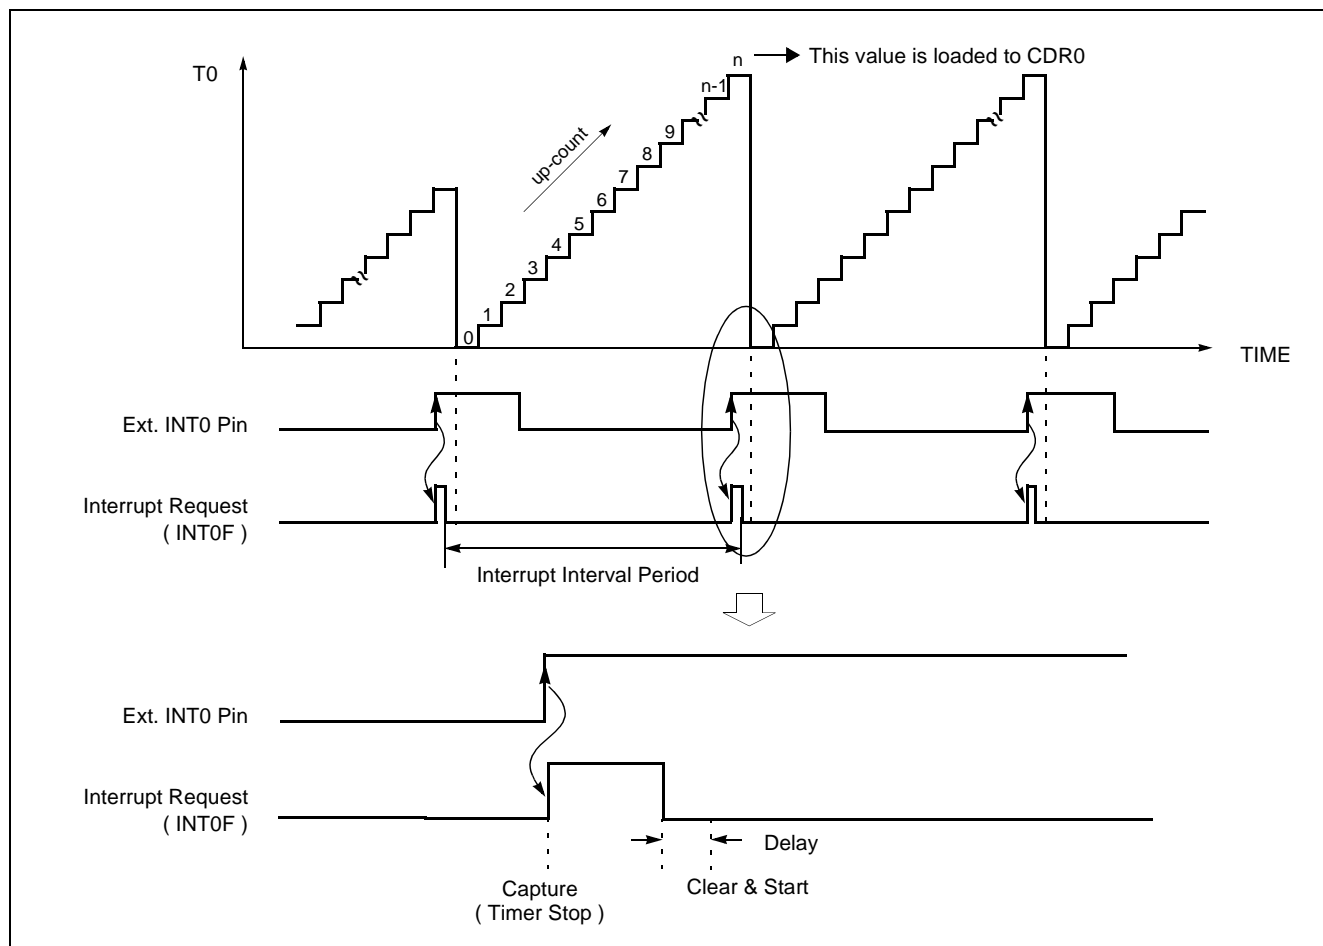 T0
n
This value is loaded to CDR0
n-1
9
8
7
6
5
4
3
2
1
0
up-count
TIME
Ext. INT0 Pin
Interrupt Request
( INT0F )
Interrupt Interval Period
Ext. INT0 Pin
Interrupt Request
( INT0F )
Delay
Capture
( Timer Stop )
Clear & Start